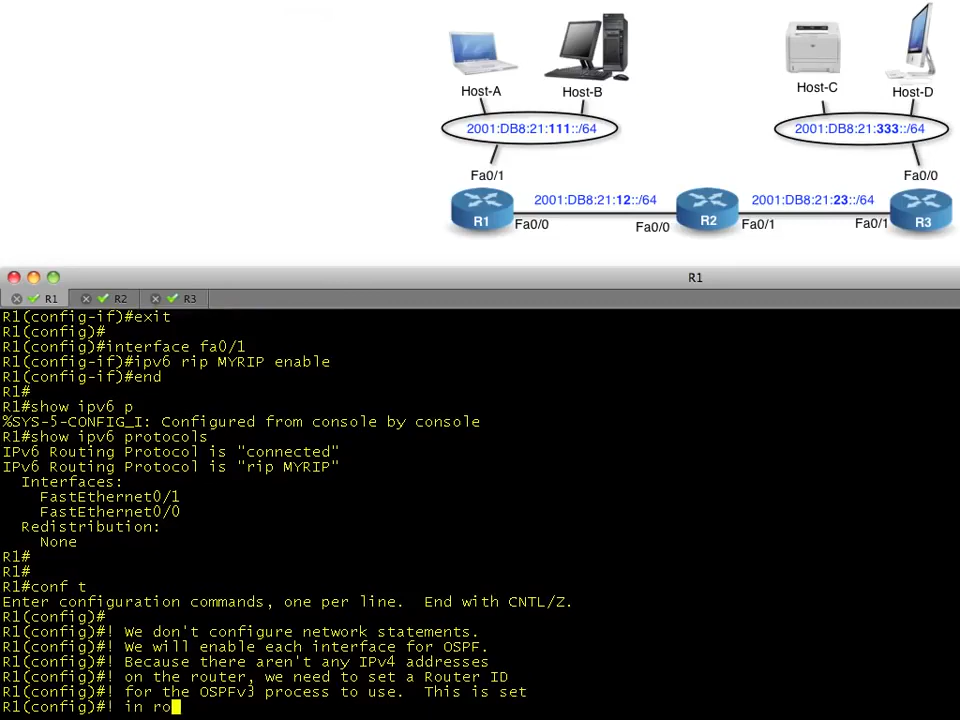 Host-A
Host-B
Host-C
Host-D
2001:DB8:21:111::/64
2001:DB8:21:333::/64
Fa0/1
Fa0/0
2001:DB8:21:12::/64
2001:DB8:21:23::/64
R1
Fa0/0
Fa0/0
R2
Fa0/1
Fa0/1
R3
R1
R1
R2
R3
R1(config-if)#exit
R1(config)#
R1(config)#interface fa0/1
R1(config-if)#ipv6 rip MYRIP enable
R1(config-if)#end
R1#
R1#show ipv6 p
%SYS-5-CONFIG_I: Configured from console by console
R1#show ipv6 protocols
IPv6 Routing Protocol is "connected"
IPv6 Routing Protocol is "rip MYRIP"
Interfaces:
FastEthernet0/1
FastEthernet0/0
Redistribution:
None
R1#
R1#
R1#conf t
Enter configuration commands, one per line.  End with CNTL/Z.
R1(config)#
R1(config)#! We don't configure network statements.
R1(config)#! We will enable each interface for OSPF.
R1(config)#! Because there aren't any IPv4 addresses
R1(config)#! on the router, we need to set a Router ID
R1(config)#! for the OSPFv3 process to use.  This is set
R1(config)#! in ro